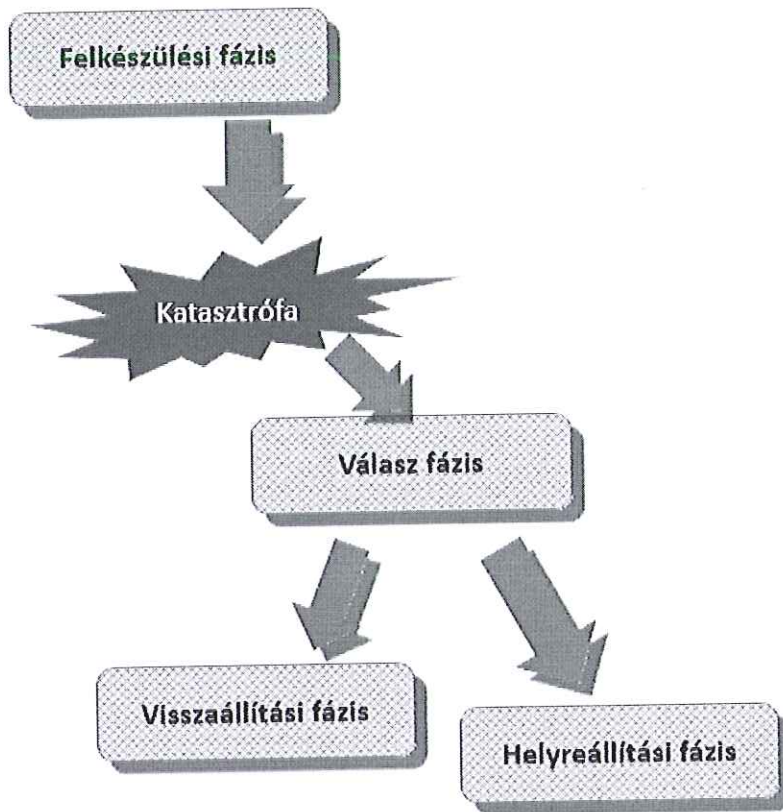 Felkészülési fázis
Katasztrófa
Válasz fázis
Visszaállítási fázis
Helyreállítási fázis